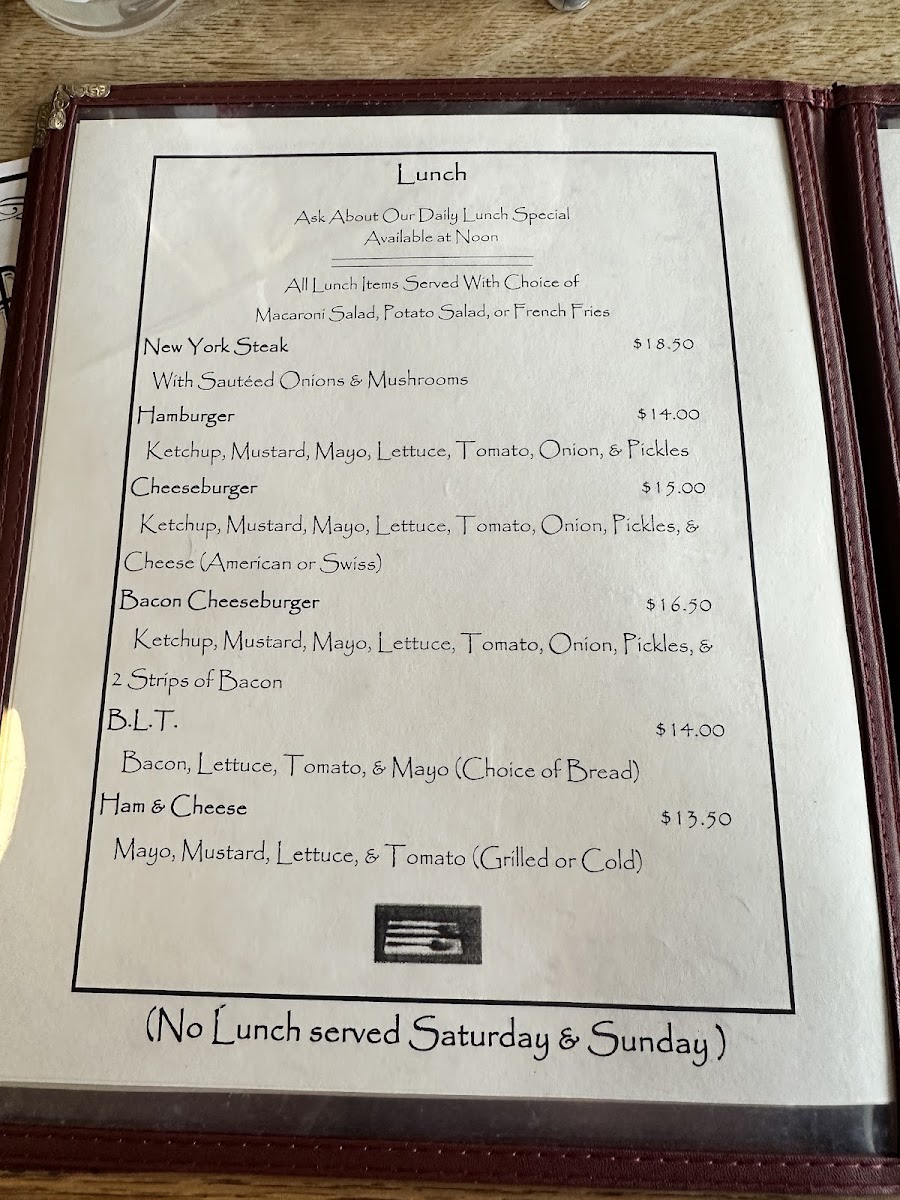 Lunch
Ask About Our Daily Lunch Special
Available at Noon
All Lunch Items Served With Choice of
Macaroni Salad, Potato Salad, or French Fries
New York Steak $18.50
With Sautéed Onions & Mushrooms
Hamburger $14.00
Ketchup, Mustard, Mayo, Lettuce, Tomato, Onion, & Pickles
Cheeseburger $15.00
Ketchup, Mustard, Mayo, Lettuce, Tomato, Onion, Pickles, &
Cheese (American or Swiss)
Bacon Cheeseburger $16.50
Ketchup, Mustard, Mayo, Lettuce, Tomato, Onion, Pickles, &
2 Strips of Bacon
B.L.T. $14.00
Bacon, Lettuce, Tomato, & Mayo (Choice of Bread)
Ham & Cheese $13.50
Mayo, Mustard, Lettuce, & Tomato (Grilled or Cold)
(No Lunch served Saturday & Sunday)